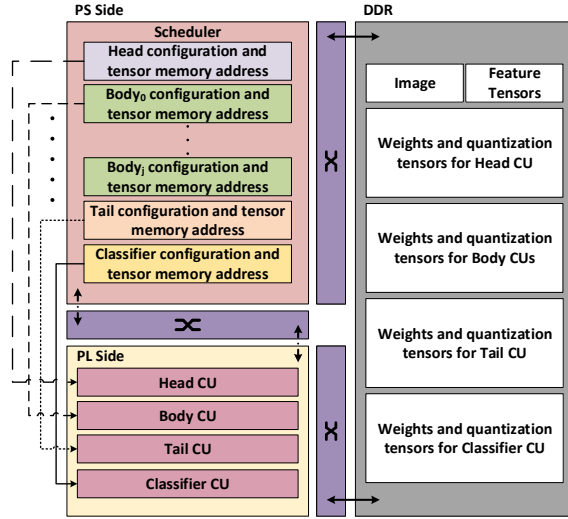 PS Side
Scheduler
Head configuration and
tensor memory address
Body₀ configuration and
tensor memory address
Bodyⱼ configuration and
tensor memory address
Tail configuration and tensor
memory address
Classifier configuration and
tensor memory address
PL Side
Head CU
Body CU
Tail CU
Classifier CU
DDR
Image
Feature
Tensors
Weights and quantization
tensors for Head CU
Weights and quantization
tensors for Body CUs
Weights and quantization
tensors for Tail CU
Weights and quantization
tensors for Classifier CU